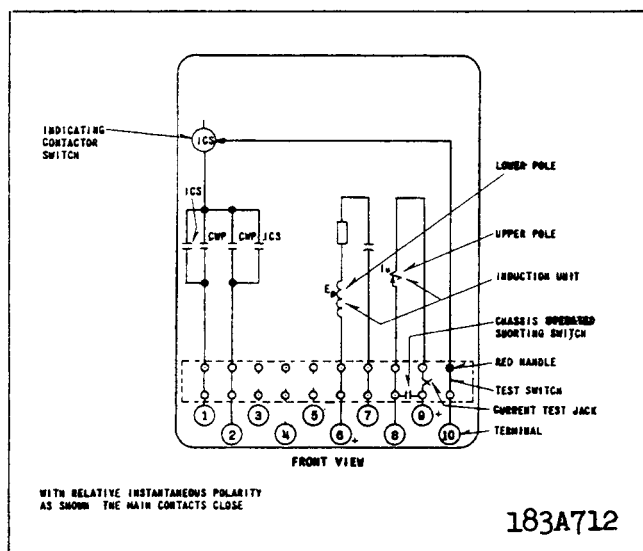 INDICATING
CONTACTOR
SWITCH
ICS
ICS
CWP
CWP
ICS
LOWER POLE
UPPER POLE
INDUCTION UNIT
CHASSIS OPERATED
SHORTING SWITCH
RED HANDLE
TEST SWITCH
CURRENT TEST JACK
TERMINAL
1
2
3
4
5
6
+
7
8
9
+
10
FRONT VIEW
WITH RELATIVE INSTANTANEOUS POLARITY
AS SHOWN THE MAIN CONTACTS CLOSE
183A712